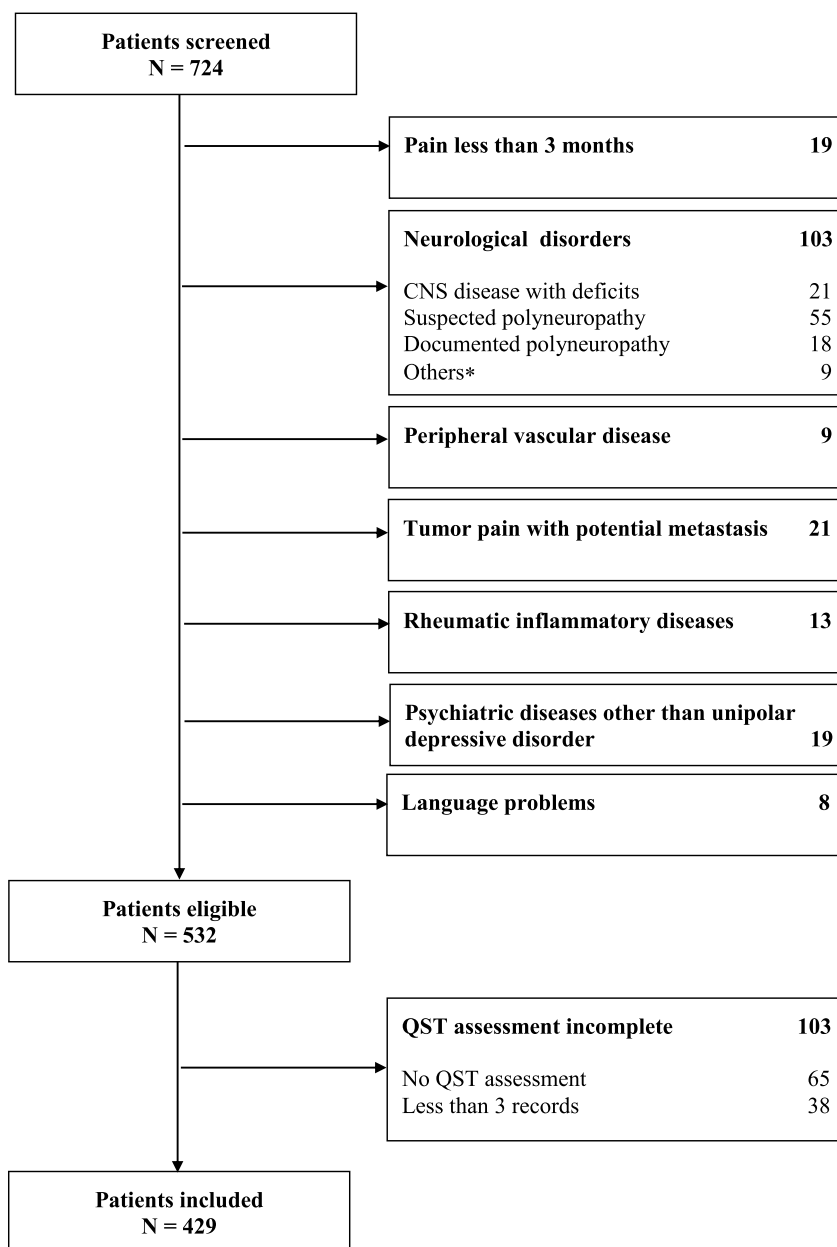 Patients screened
N = 724
Pain less than 3 months 19
Neurological disorders 103
CNS disease with deficits 21
Suspected polyneuropathy 55
Documented polyneuropathy 18
Others* 9
Peripheral vascular disease 9
Tumor pain with potential metastasis 21
Rheumatic inflammatory diseases 13
Psychiatric diseases other than unipolar
depressive disorder 19
Language problems 8
Patients eligible
N = 532
QST assessment incomplete 103
No QST assessment 65
Less than 3 records 38
Patients included
N = 429